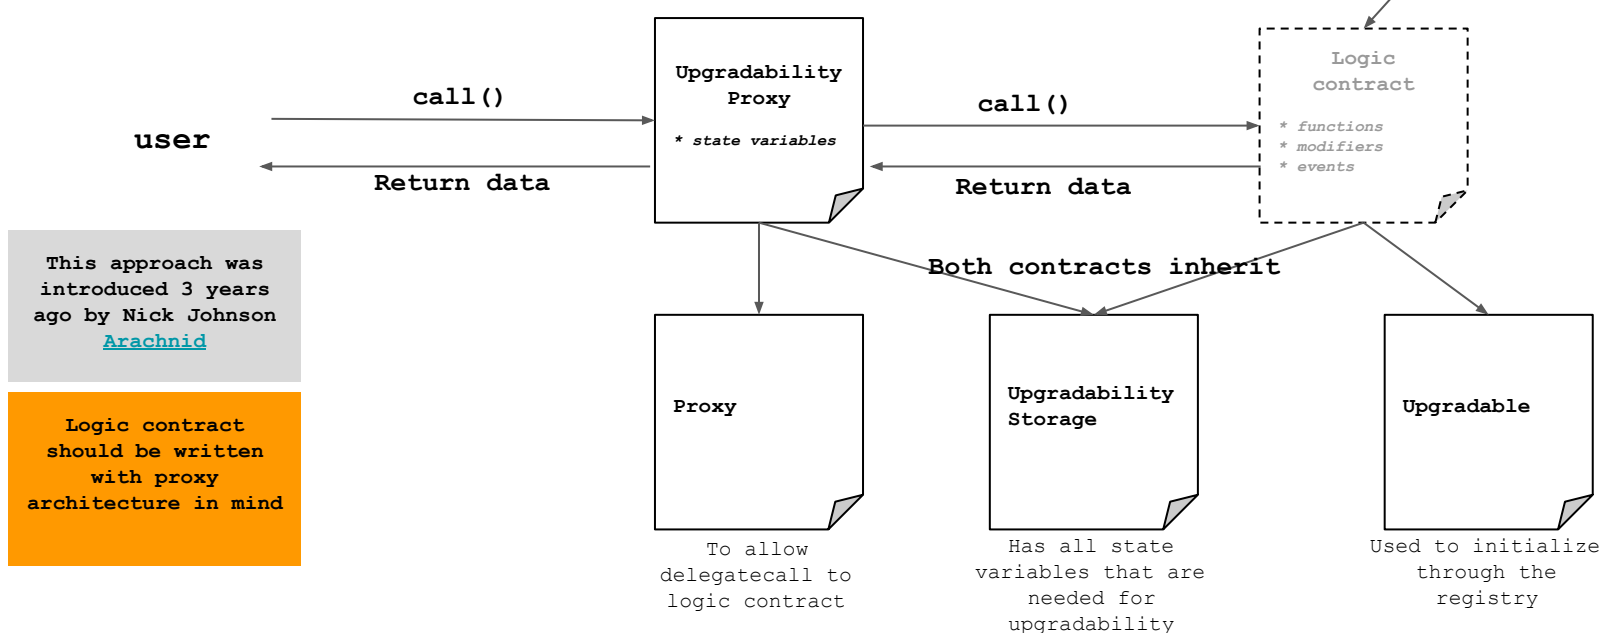 Upgradability
Proxy
* state variables
Logic
contract
* functions
* modifiers
* events
call()
call()
user
Return data
Return data
This approach was
introduced 3 years
ago by Nick Johnson
Arachnid
Both contracts inherit
Logic contract
should be written
with proxy
architecture in mind
Proxy
Upgradability
Storage
Upgradable
To allow
delegatecall to
logic contract
Has all state
variables that are
needed for
upgradability
Used to initialize
through the
registry